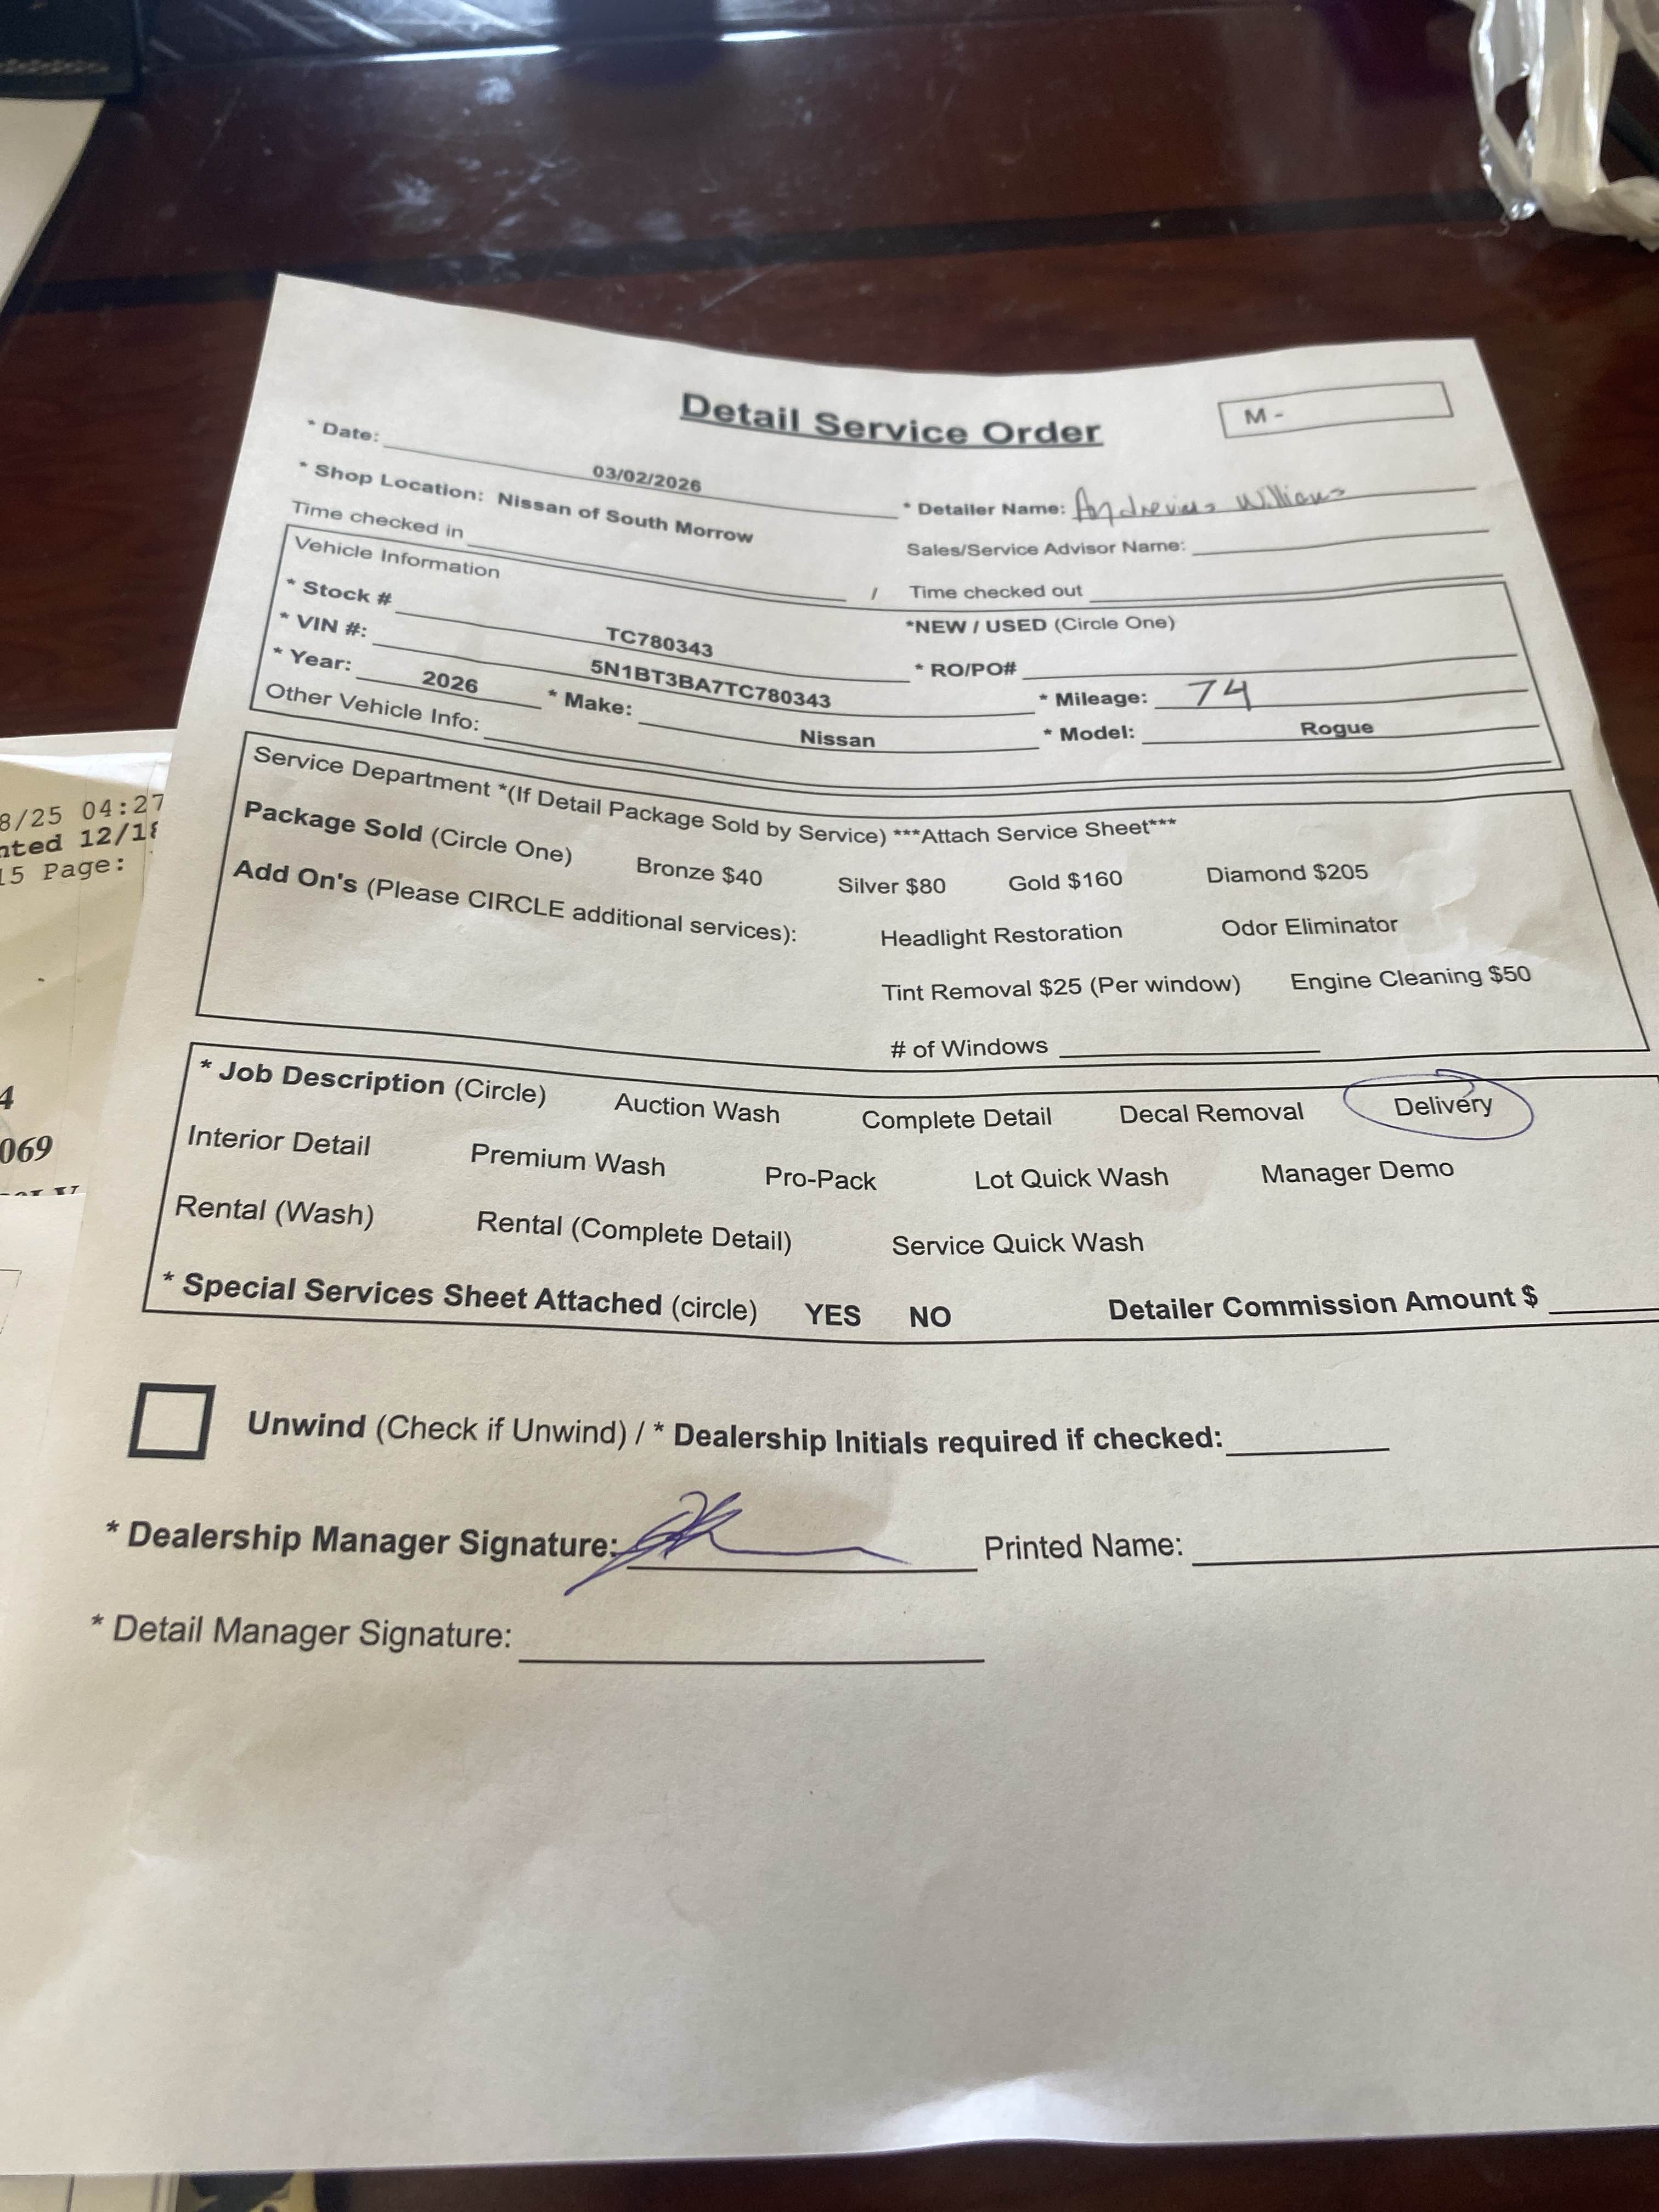 Detail Service Order
M -
* Date: 03/02/2026
* Shop Location: Nissan of South Morrow * Detailer Name: Williams
Sales/Service Advisor Name:
Time checked in / Time checked out
Vehicle Information
* Stock # TC780343 *NEW / USED (Circle One)
* VIN #: 5N1BT3BA7TC780343 * RO/PO#
* Year: 2026 * Make: Nissan * Mileage: 74
Other Vehicle Info: * Model: Rogue
Service Department *(If Detail Package Sold by Service) ***Attach Service Sheet***
Package Sold (Circle One) Bronze $40 Silver $80 Gold $160 Diamond $205
Add On's (Please CIRCLE additional services): Headlight Restoration Odor Eliminator
Tint Removal $25 (Per window) Engine Cleaning $50
# of Windows
* Job Description (Circle) Auction Wash Complete Detail Decal Removal Delivery
Interior Detail Premium Wash Pro-Pack Lot Quick Wash Manager Demo
Rental (Wash) Rental (Complete Detail) Service Quick Wash
* Special Services Sheet Attached (circle) YES NO Detailer Commission Amount $
Unwind (Check if Unwind) / * Dealership Initials required if checked:
* Dealership Manager Signature: Printed Name:
* Detail Manager Signature:
8/25 04:27
nted 12/18
15 Page:
4
069